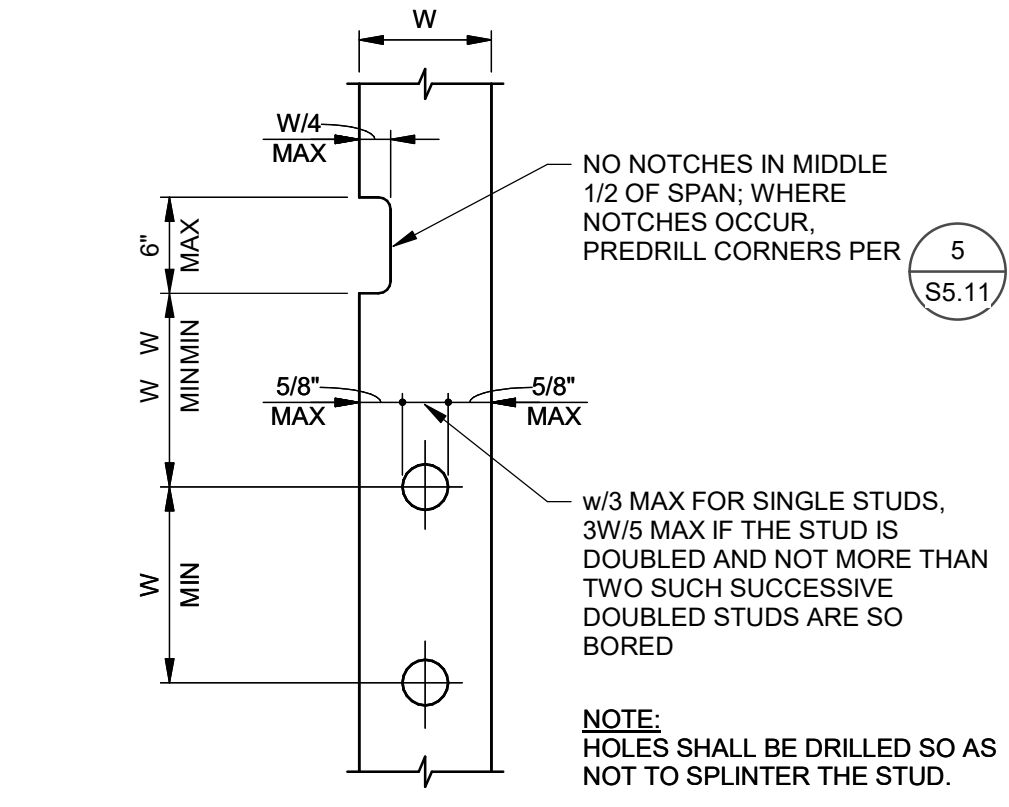 W
W/4
MAX
NO NOTCHES IN MIDDLE
1/2 OF SPAN; WHERE
NOTCHES OCCUR,
PREDRILL CORNERS PER
5
S5.11
6"
MAX
W W
MINMIN
5/8"
MAX
5/8"
MAX
w/3 MAX FOR SINGLE STUDS,
3W/5 MAX IF THE STUD IS
DOUBLED AND NOT MORE THAN
TWO SUCH SUCCESSIVE
DOUBLED STUDS ARE SO
BORED
W
MIN
NOTE:
HOLES SHALL BE DRILLED SO AS
NOT TO SPLINTER THE STUD.